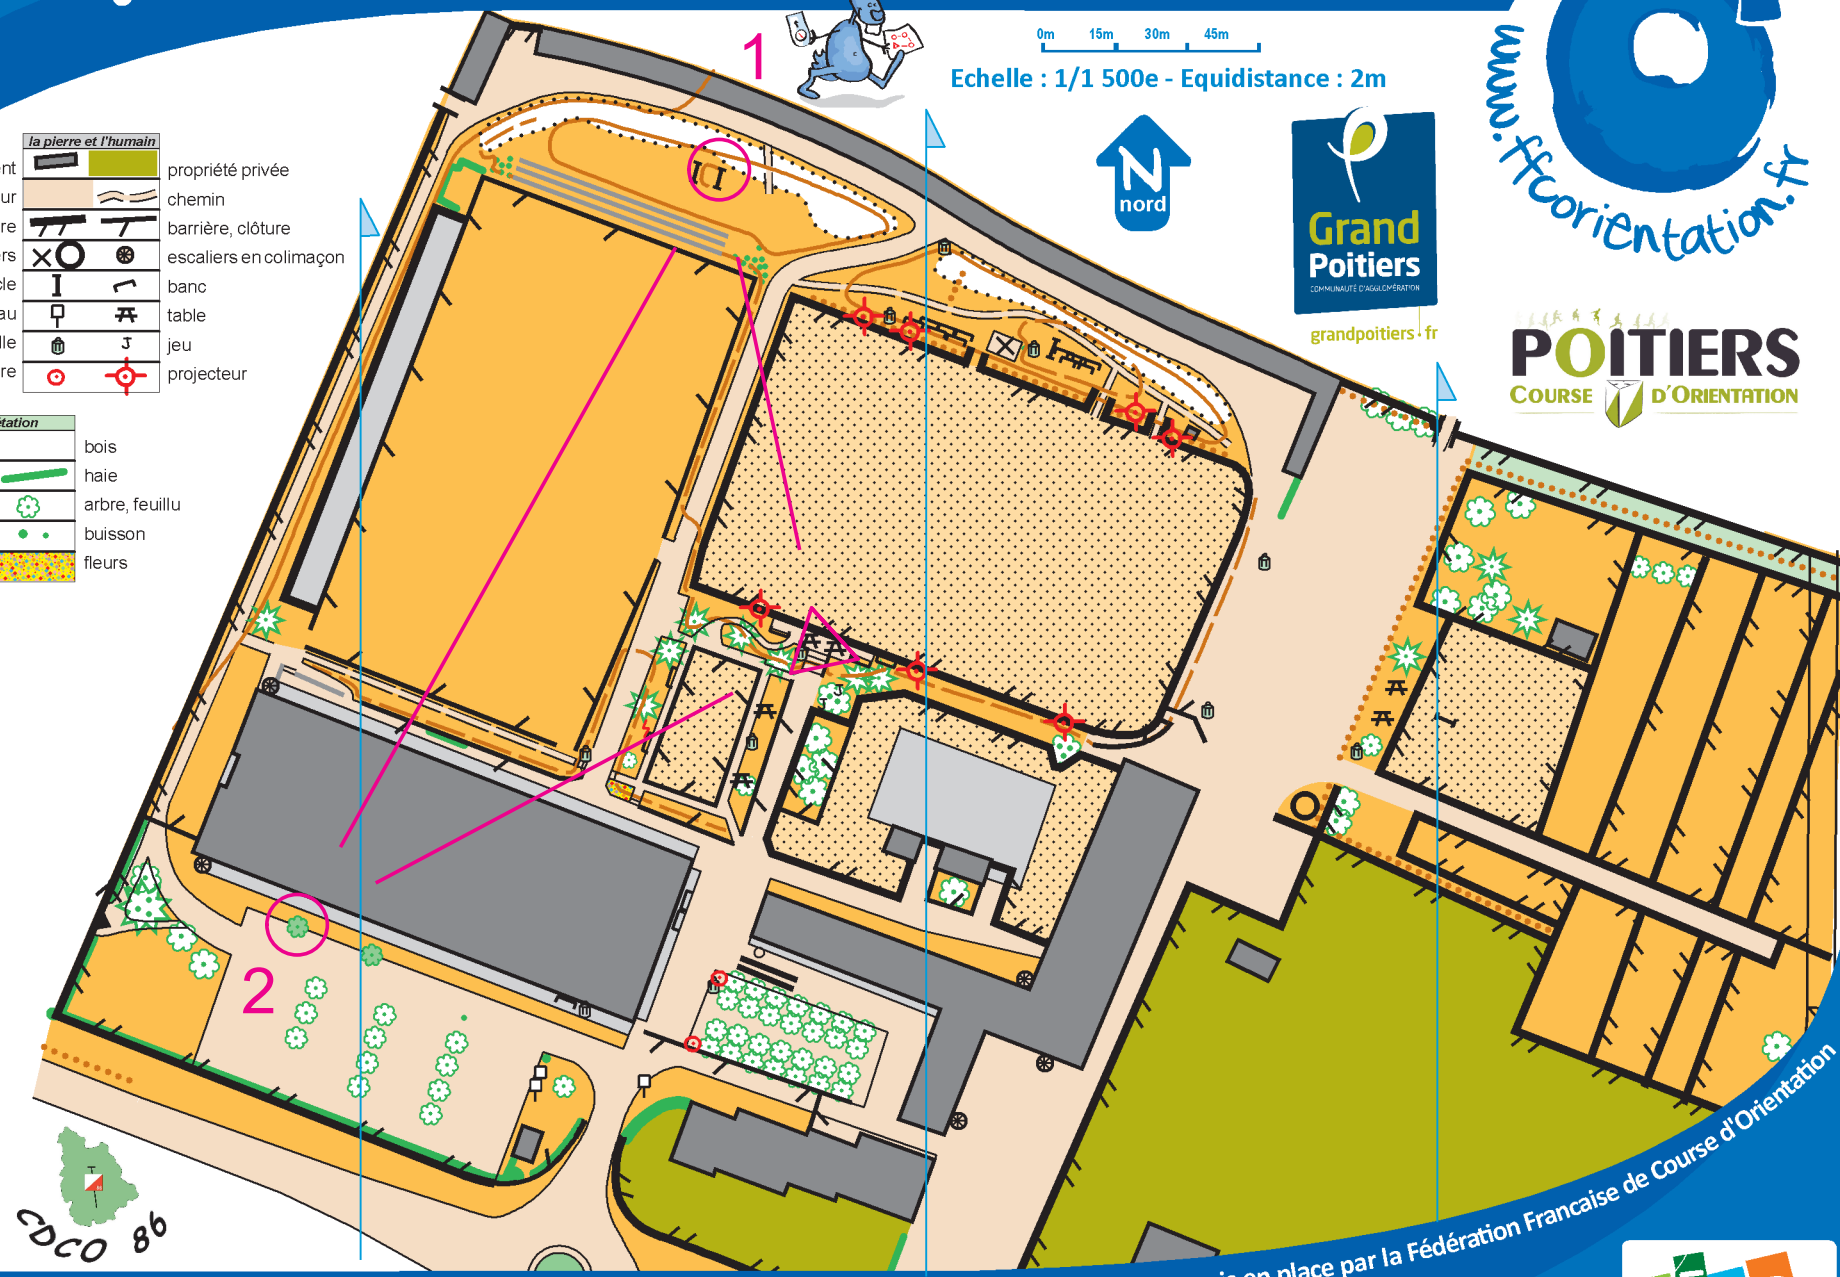 1
0m 15m 30m 45m
Echelle : 1/1 500e - Equidistance : 2m
N
nord
Grand
Poitiers
COMMUNAUTÉ D'AGGLOMÉRATION
grandpoitiers.fr
www.ffcorientation.fr
POITIERS
COURSE D'ORIENTATION
la pierre et l'humain
propriété privée
chemin
barrière, clôture
escaliers en colimaçon
banc
table
jeu
projecteur
bois
haie
arbre, feuillu
buisson
fleurs
2
CDCO 86
en place par la Fédération Francaise de Course d'Orientation